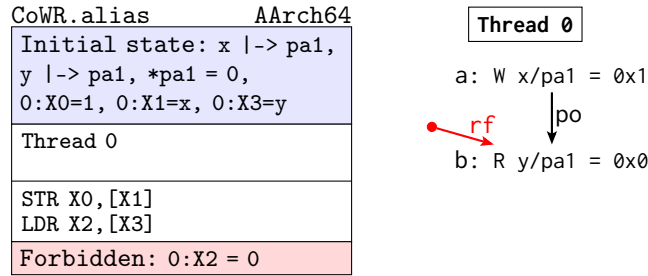 CoWR.alias AArch64
Initial state: x |-> pa1,
y |-> pa1, *pa1 = 0,
0:X0=1, 0:X1=x, 0:X3=y
Thread 0
STR X0,[X1]
LDR X2,[X3]
Forbidden: 0:X2 = 0
Thread 0
a: W x/pa1 = 0x1
po
rf
b: R y/pa1 = 0x0